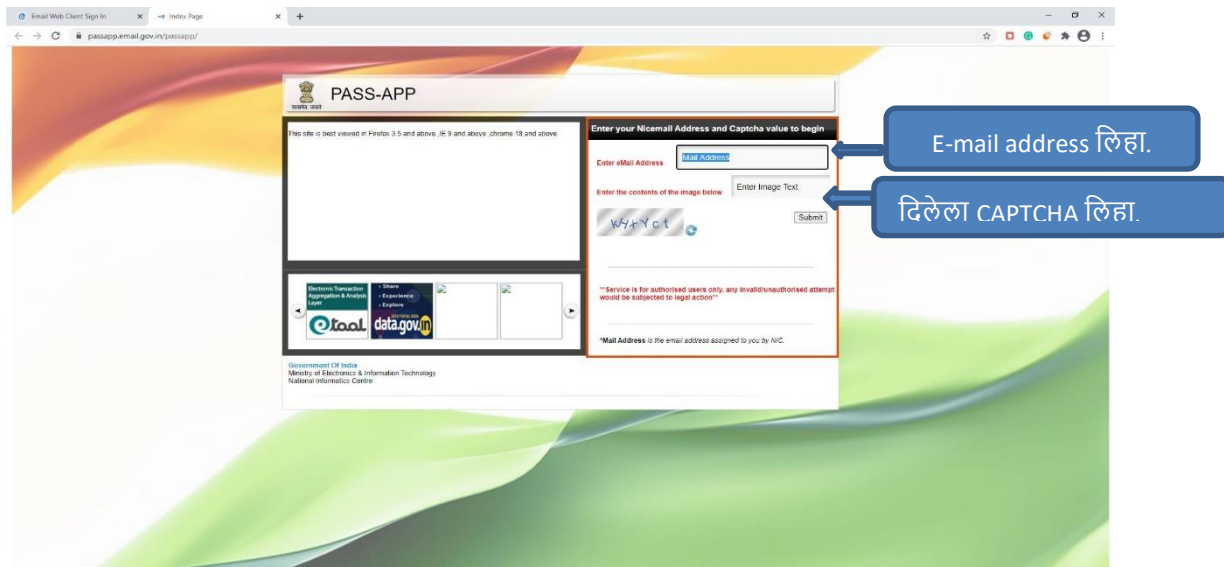 Email Web Client Sign In
Index Page
passapp.email.gov.in/passapp/
सत्यमेव जयते
PASS-APP
This site is best viewed in Firefox 3.5 and above ,IE 9 and above ,chrome 18 and above.
Enter your Nicemail Address and Captcha value to begin
Enter eMail Address
Mail Address
E-mail address लिहा.
Enter the contents of the image below
Enter Image Text
दिलेला CAPTCHA लिहा.
Submit
Electronic Transaction
Aggregation & Analysis
Layer
etaal
- Share
- Experience
- Explore
data.gov.in
**Service is for authorised users only, any invalid/unauthorised attempt
would be subjected to legal action**
*Mail Address is the email address assigned to you by NIC.
Government Of India
Ministry of Electronics & Information Technology
National Informatics Centre